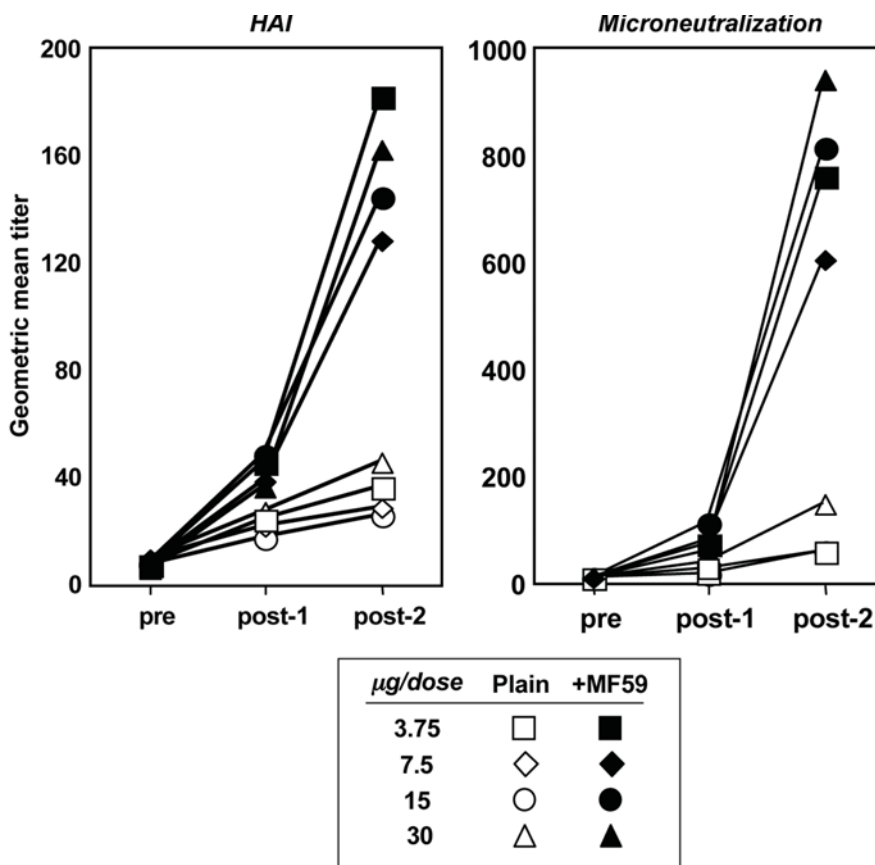 HAI
Microneutralization
Geometric mean titer
200
160
120
80
40
0
pre post-1 post-2
1000
800
600
400
200
0
pre post-1 post-2
μg/dose Plain +MF59
3.75
7.5
15
30